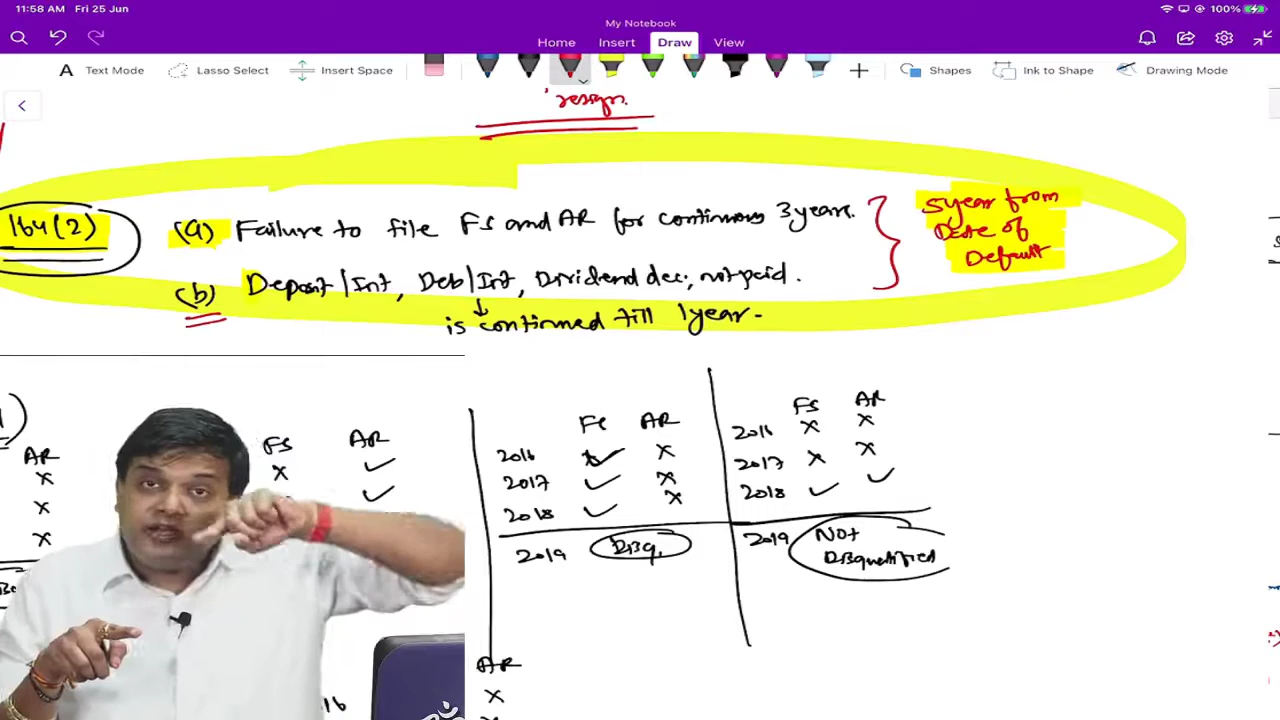 11:58 AM Fri 25 Jun
100%
My Notebook
Home Insert Draw View
Text Mode Lasso Select Insert Space Shapes Ink to Shape Drawing Mode
resign.
164(2)
(a) Failure to file FS and AR for continuous 3 years.
(b) Deposit/Int, Deb/Int, Dividend dec, not paid.
is continued till 1 year.
5 year from
Date of
Default
AR
X
X
X
FS AR
X ✓
✓
FS AR
2016 ✓ X
2017 ✓ X
2018 ✓ X
2019 Disq.
FS AR
2016 X X
2017 X X
2018 ✓ ✓
2019 Not
Disqualified
AR
X
16
ॐ